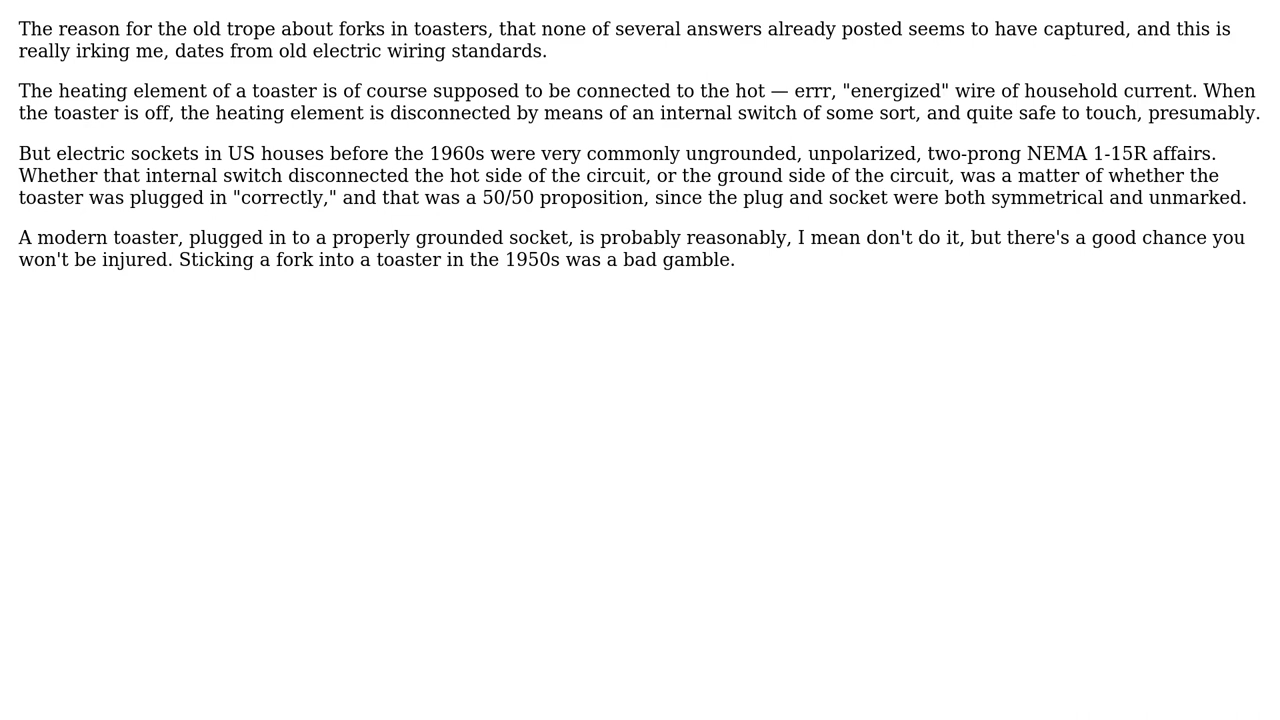 The reason for the old trope about forks in toasters, that none of several answers already posted seems to have captured, and this is
really irking me, dates from old electric wiring standards.
The heating element of a toaster is of course supposed to be connected to the hot — errr, "energized" wire of household current. When
the toaster is off, the heating element is disconnected by means of an internal switch of some sort, and quite safe to touch, presumably.
But electric sockets in US houses before the 1960s were very commonly ungrounded, unpolarized, two-prong NEMA 1-15R affairs.
Whether that internal switch disconnected the hot side of the circuit, or the ground side of the circuit, was a matter of whether the
toaster was plugged in "correctly," and that was a 50/50 proposition, since the plug and socket were both symmetrical and unmarked.
A modern toaster, plugged in to a properly grounded socket, is probably reasonably, I mean don't do it, but there's a good chance you
won't be injured. Sticking a fork into a toaster in the 1950s was a bad gamble.